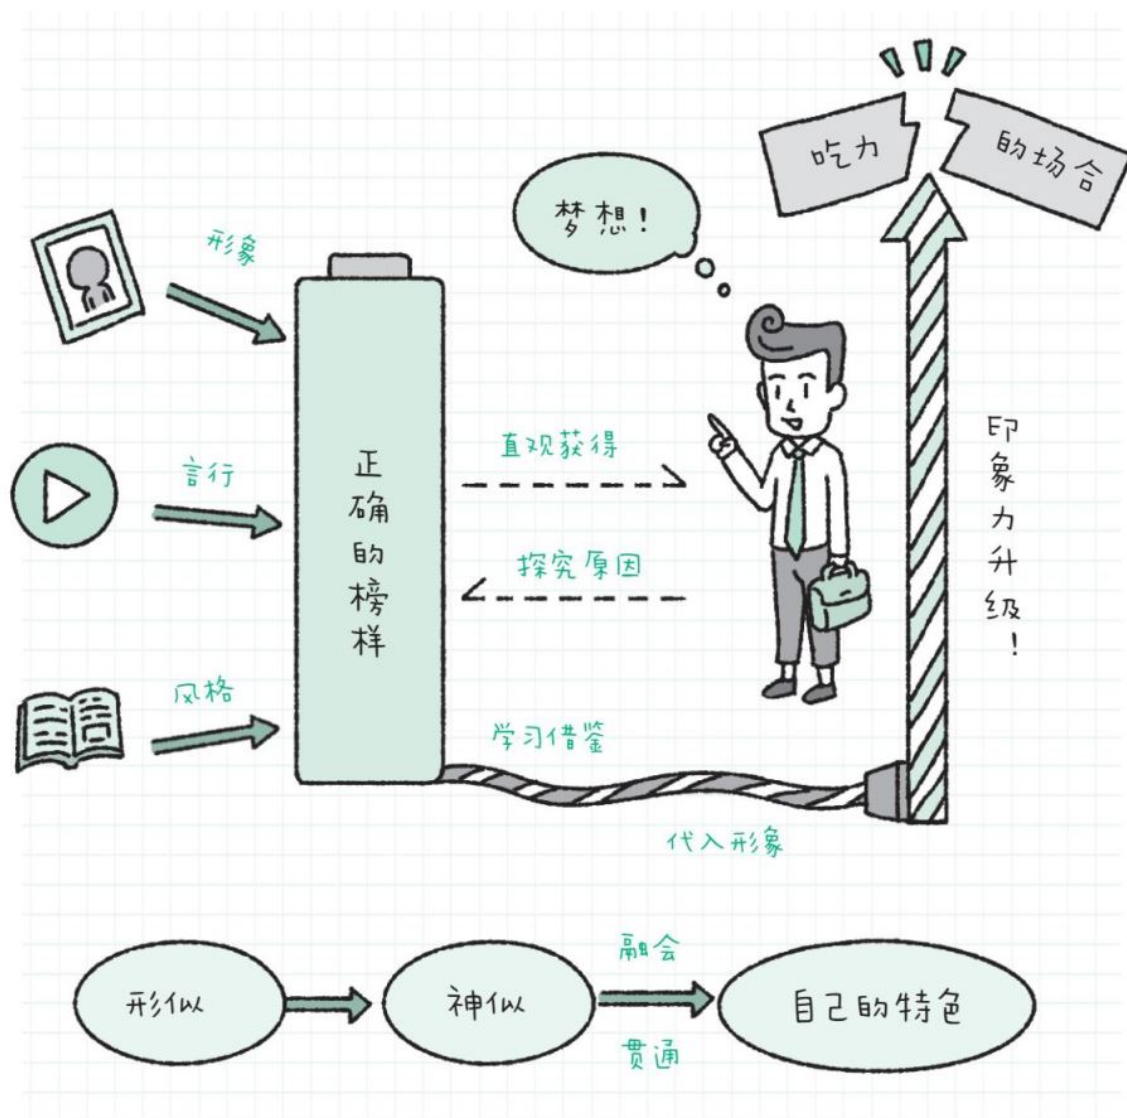 吃力
的场合
梦想！
形象
言行
风格
正确的榜样
直观获得
探究原因
印象力升级！
学习借鉴
代入形象
形似
神似
融会
贯通
自己的特色